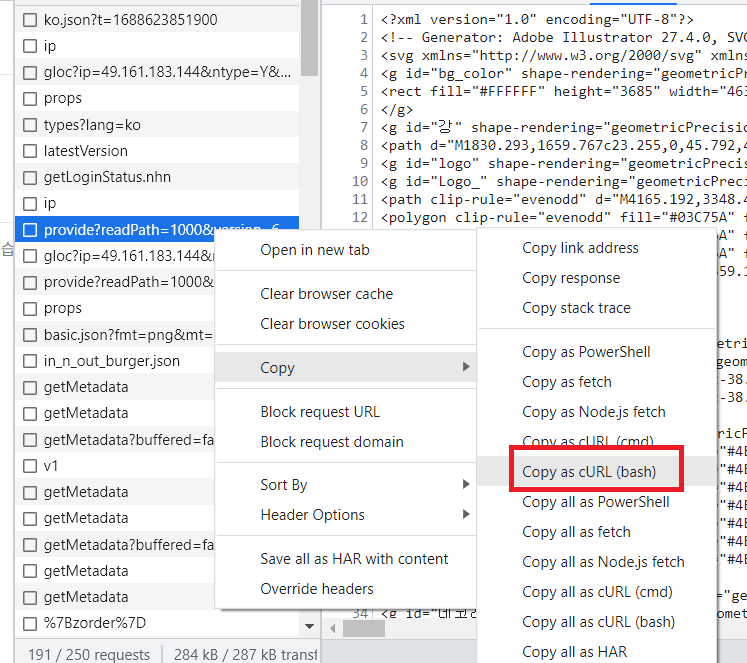 ko.json?t=1688623851900
ip
gloc?ip=49.161.183.144&ntype=Y&...
props
types?lang=ko
latestVersion
getLoginStatus.nhn
ip
provide?readPath=1000&version=6
gloc?ip=49.161.183.144&
provide?readPath=1000&
props
basic.json?fmt=png&mt=
in_n_out_burger.json
getMetadata
getMetadata
getMetadata?buffered=fa
v1
getMetadata
getMetadata
getMetadata?buffered=fa
getMetadata
getMetadata
%7Bzorder%7D
191 / 250 requests
284 kB / 287 kB transf
1 <?xml version="1.0" encoding="UTF-8"?>
2 <!-- Generator: Adobe Illustrator 27.4.0, SVG
3 <svg xmlns="http://www.w3.org/2000/svg" xmlns
4 <g id="bg_color" shape-rendering="geometricPr
5 <rect fill="#FFFFFF" height="3685" width="463
6 </g>
7 <g id="강" shape-rendering="geometricPrecision
8 <path d="M1830.293,1659.767c23.255,0,45.792,4
9 <g id="logo" shape-rendering="geometricPrecis
10 <g id="Logo_" shape-rendering="geometricPreci
11 <path clip-rule="evenodd" d="M4165.192,3348.4
12 <polygon clip-rule="evenodd" fill="#03C75A" f
Open in new tab
Clear browser cache
Clear browser cookies
Copy
Block request URL
Block request domain
Sort By
Header Options
Save all as HAR with content
Override headers
Copy link address
Copy response
Copy stack trace
Copy as PowerShell
Copy as fetch
Copy as Node.js fetch
Copy as cURL (cmd)
Copy as cURL (bash)
Copy all as PowerShell
Copy all as fetch
Copy all as Node.js fetch
Copy all as cURL (cmd)
Copy all as cURL (bash)
Copy all as HAR